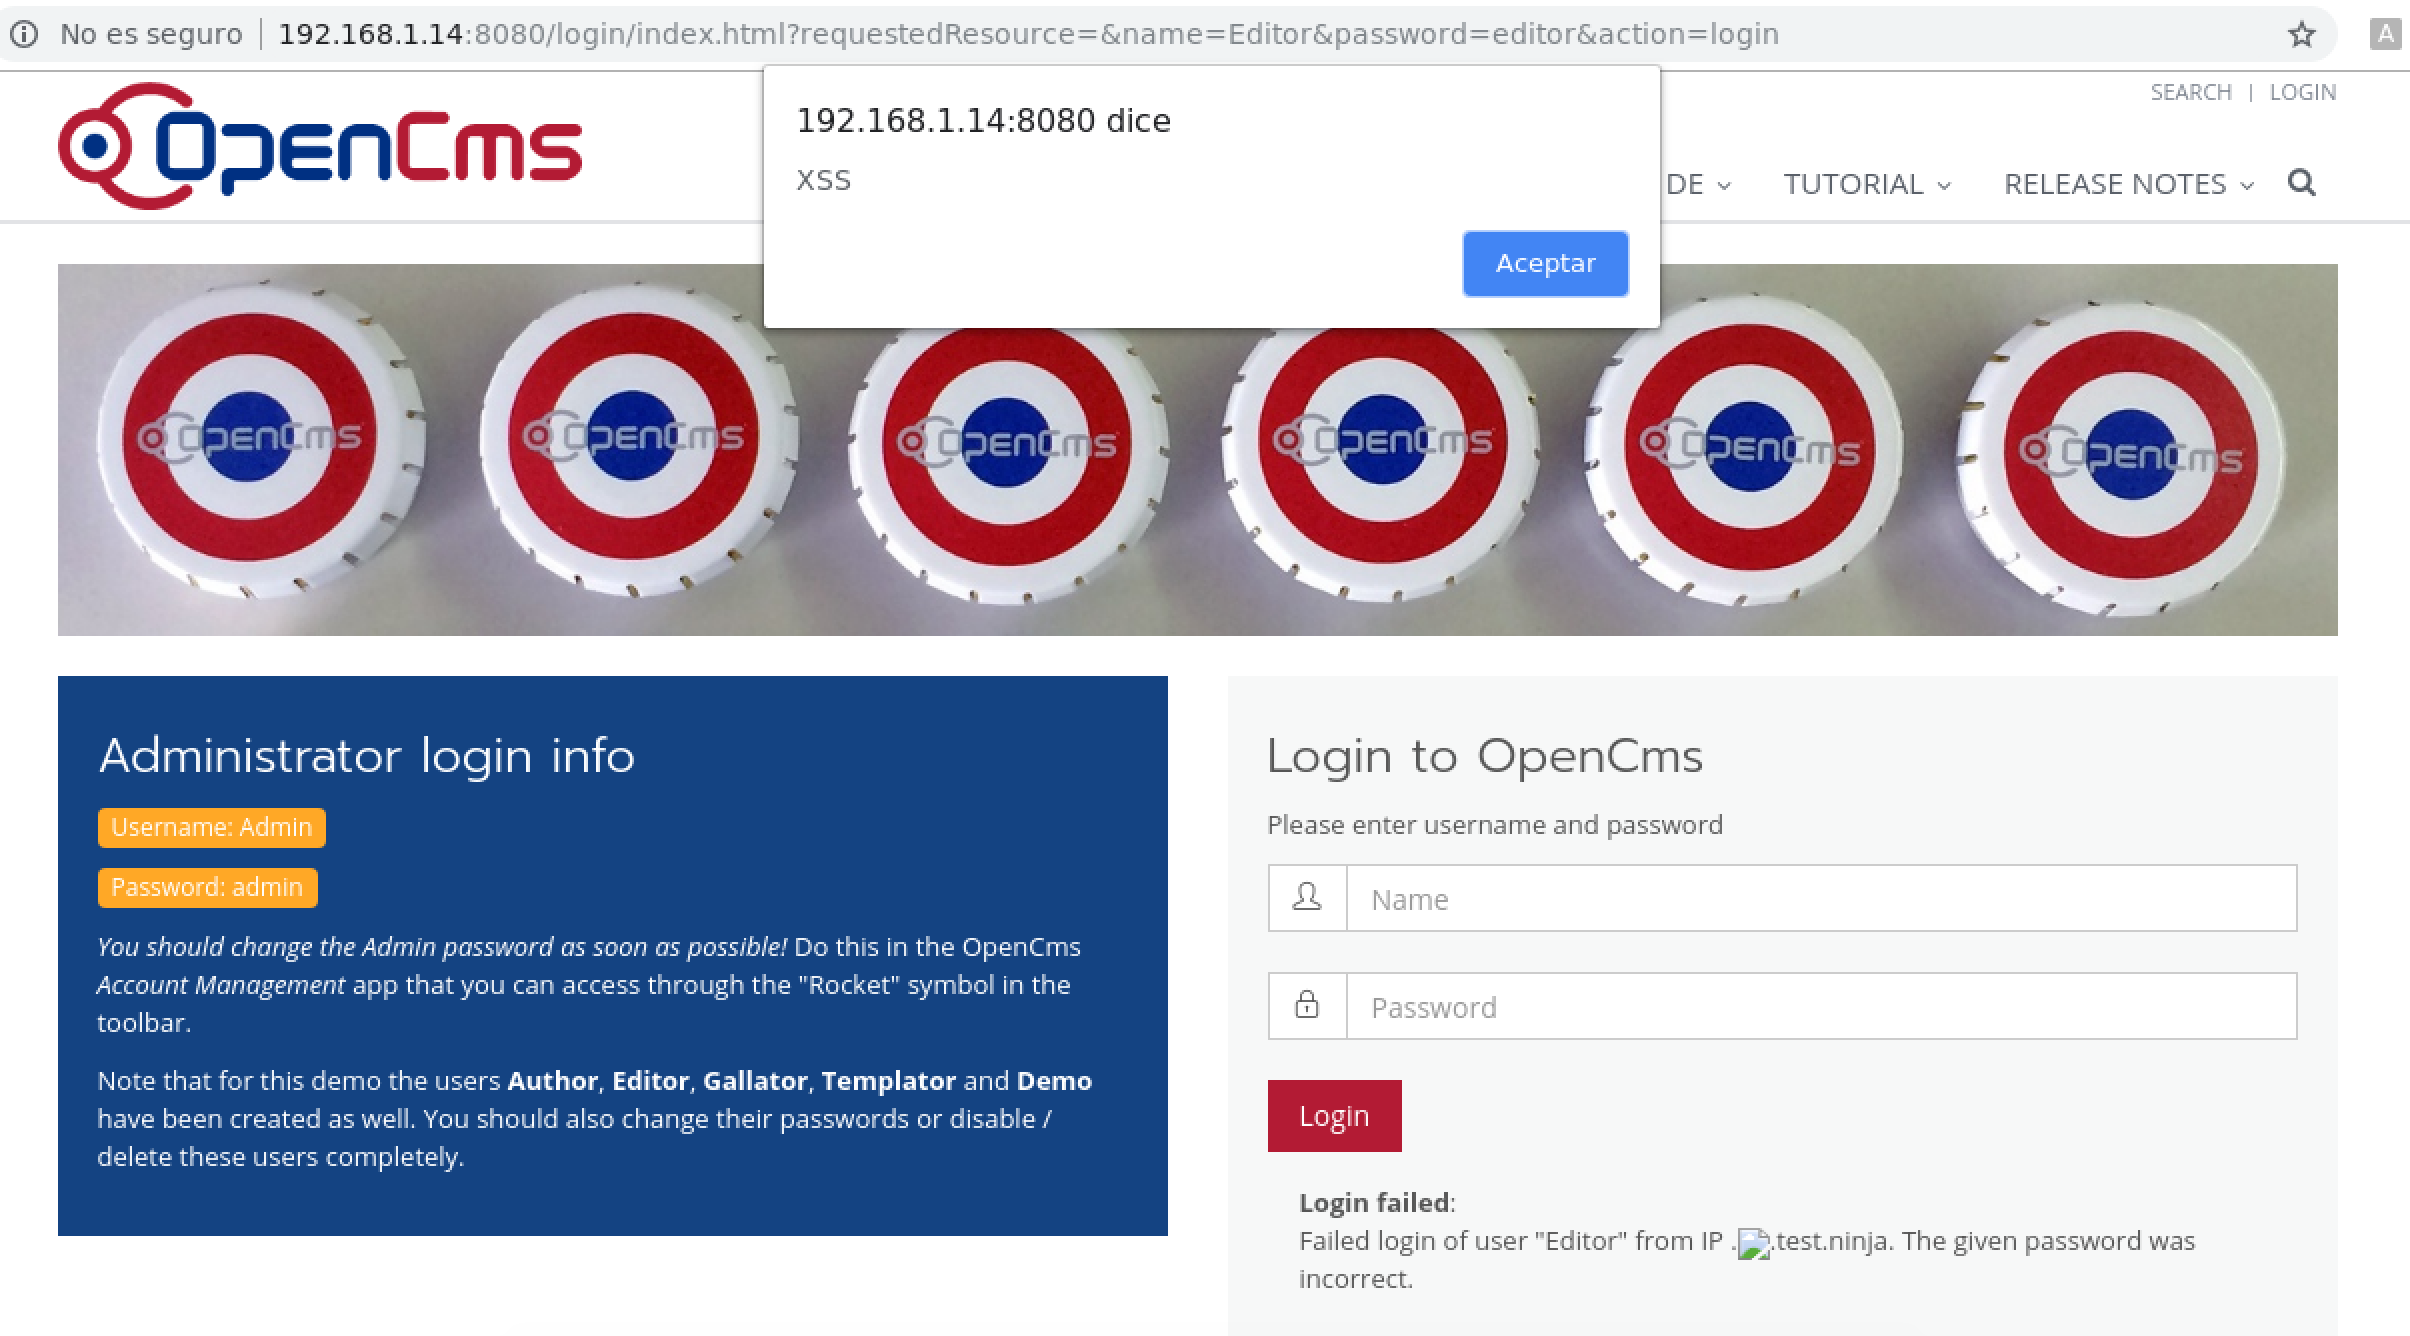 No es seguro | 192.168.1.14:8080/login/index.html?requestedResource=&name=Editor&password=editor&action=login
A
OpenCms
192.168.1.14:8080 dice
XSS
Aceptar
SEARCH | LOGIN
DE TUTORIAL RELEASE NOTES
OpenCms OpenCms OpenCms OpenCms OpenCms OpenCms
Administrator login info
Username: Admin
Password: admin
You should change the Admin password as soon as possible! Do this in the OpenCms
Account Management app that you can access through the "Rocket" symbol in the
toolbar.
Note that for this demo the users Author, Editor, Gallator, Templator and Demo
have been created as well. You should also change their passwords or disable /
delete these users completely.
Login to OpenCms
Please enter username and password
Name
Password
Login
Login failed:
Failed login of user "Editor" from IP ..test.ninja. The given password was
incorrect.